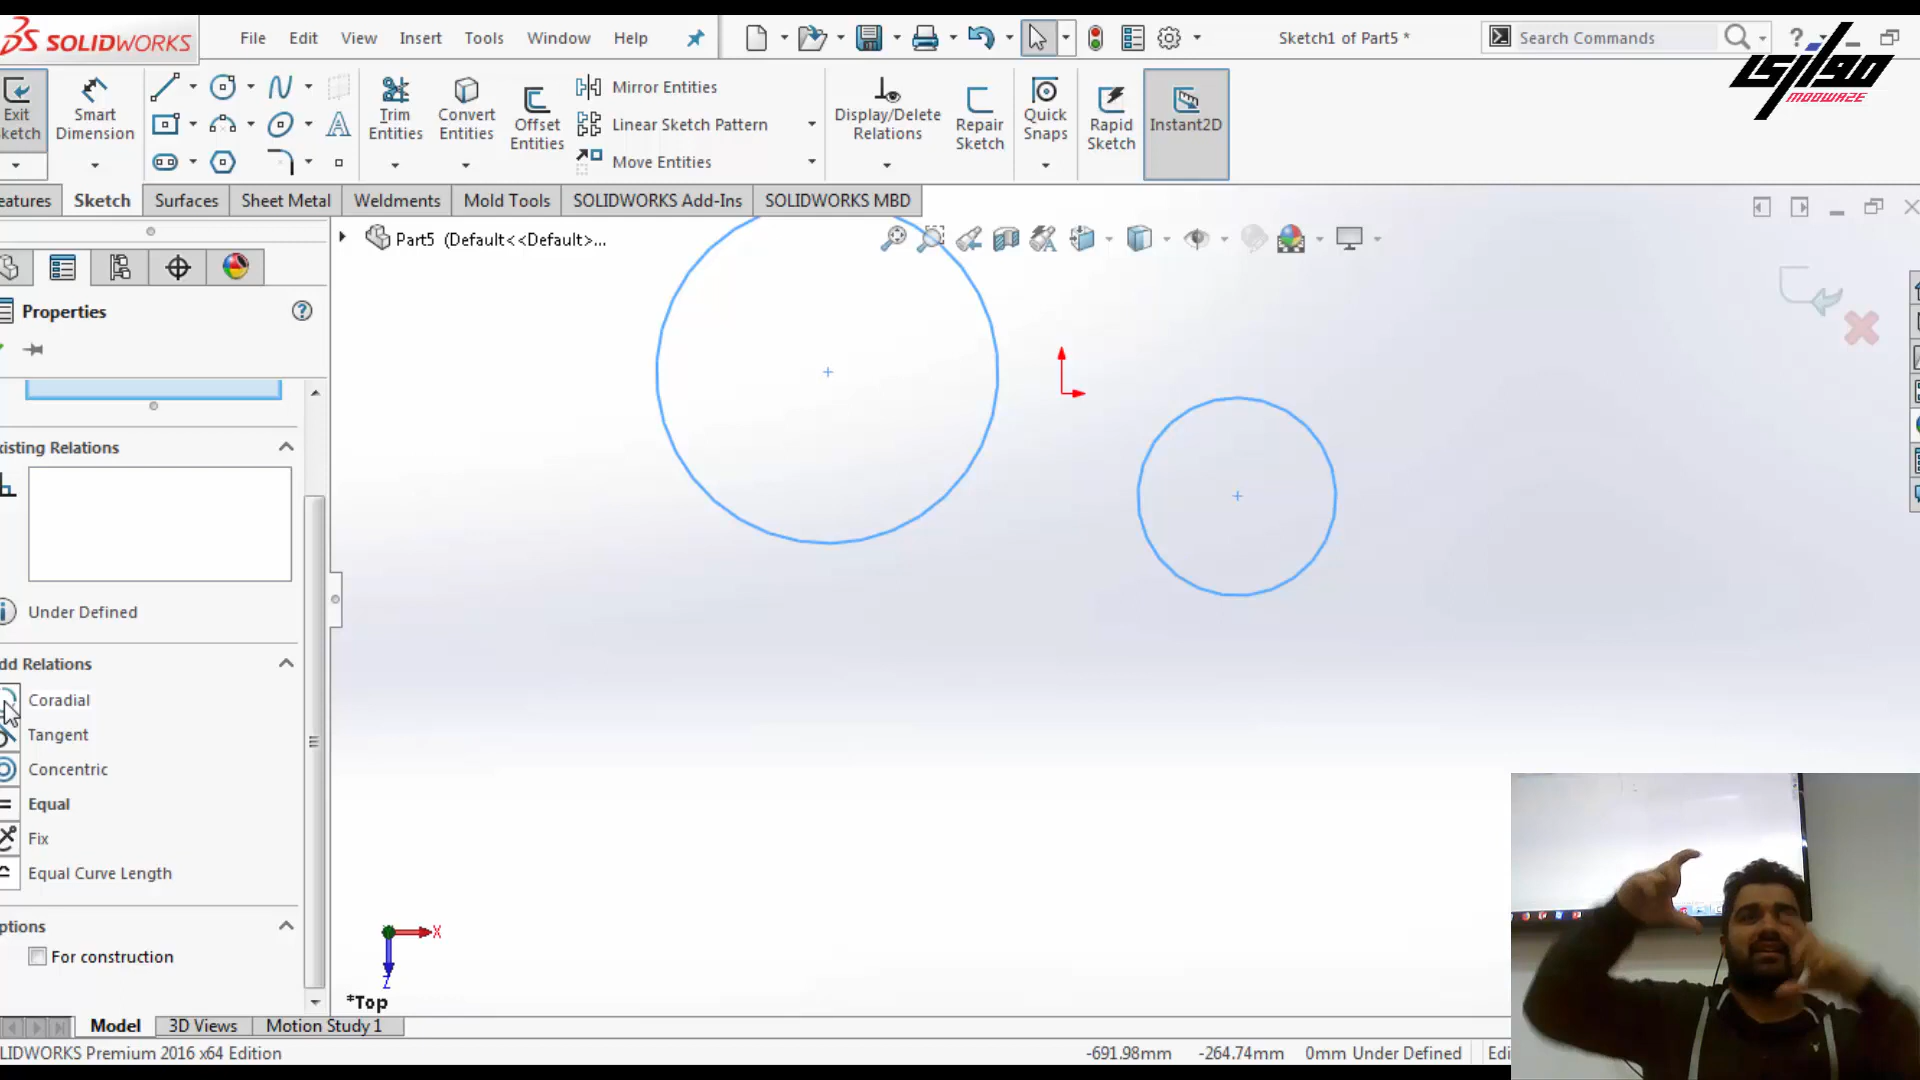 SOLIDWORKS
File Edit View Insert Tools Window Help
Sketch1 of Part5 *
Search Commands
?
موازی
MOOWAZE
Exit
ketch
Smart
Dimension
Trim
Entities
Convert
Entities
Offset
Entities
Mirror Entities
Linear Sketch Pattern
Move Entities
Display/Delete
Relations
Repair
Sketch
Quick
Snaps
Rapid
Sketch
Instant2D
eatures Sketch Surfaces Sheet Metal Weldments Mold Tools SOLIDWORKS Add-Ins SOLIDWORKS MBD
Part5 (Default<<Default>...
Properties
xisting Relations
Under Defined
dd Relations
Coradial
Tangent
Concentric
Equal
Fix
Equal Curve Length
ptions
For construction
X
Z
*Top
Model 3D Views Motion Study 1
OLIDWORKS Premium 2016 x64 Edition
-691.98mm -264.74mm 0mm Under Defined Edi